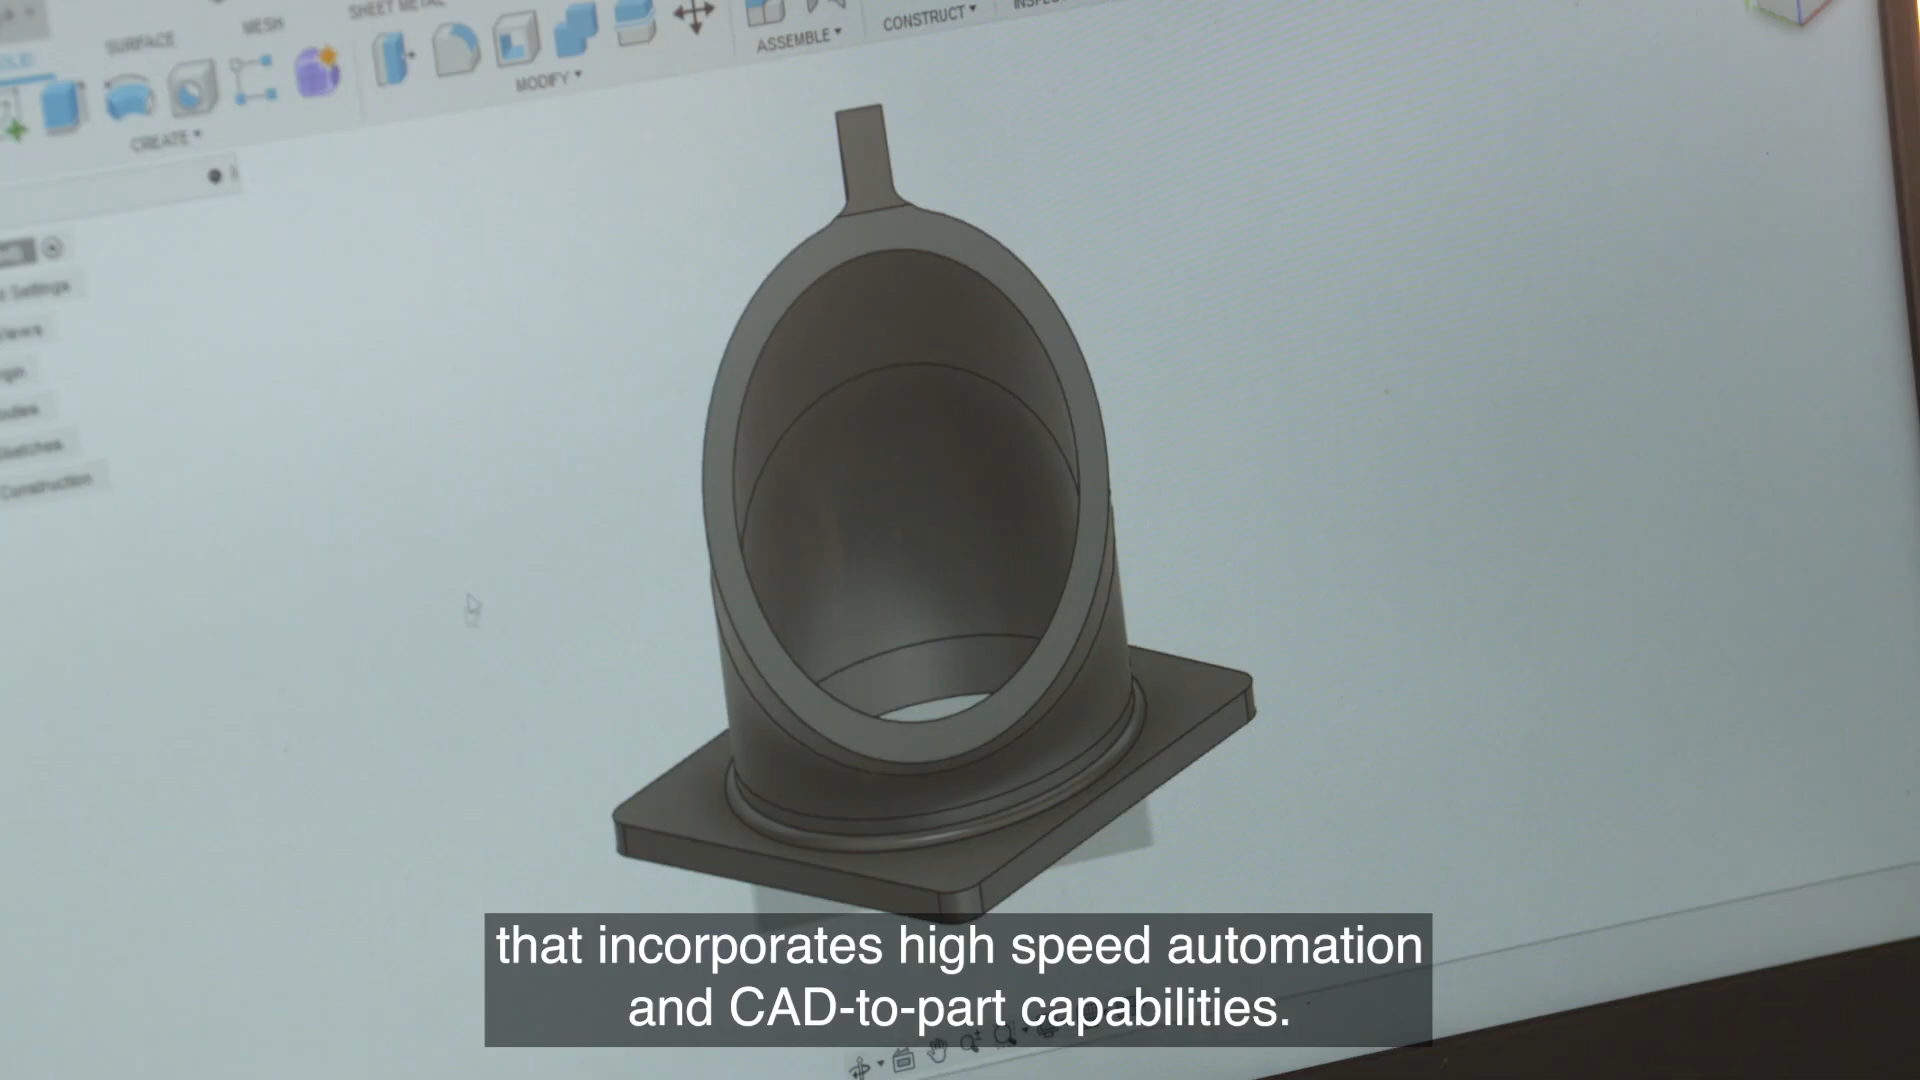 SURFACE
MESH
SHEET METAL
CREATE
MODIFY
ASSEMBLE
CONSTRUCT
Settings
Construction
that incorporates high speed automation
and CAD-to-part capabilities.